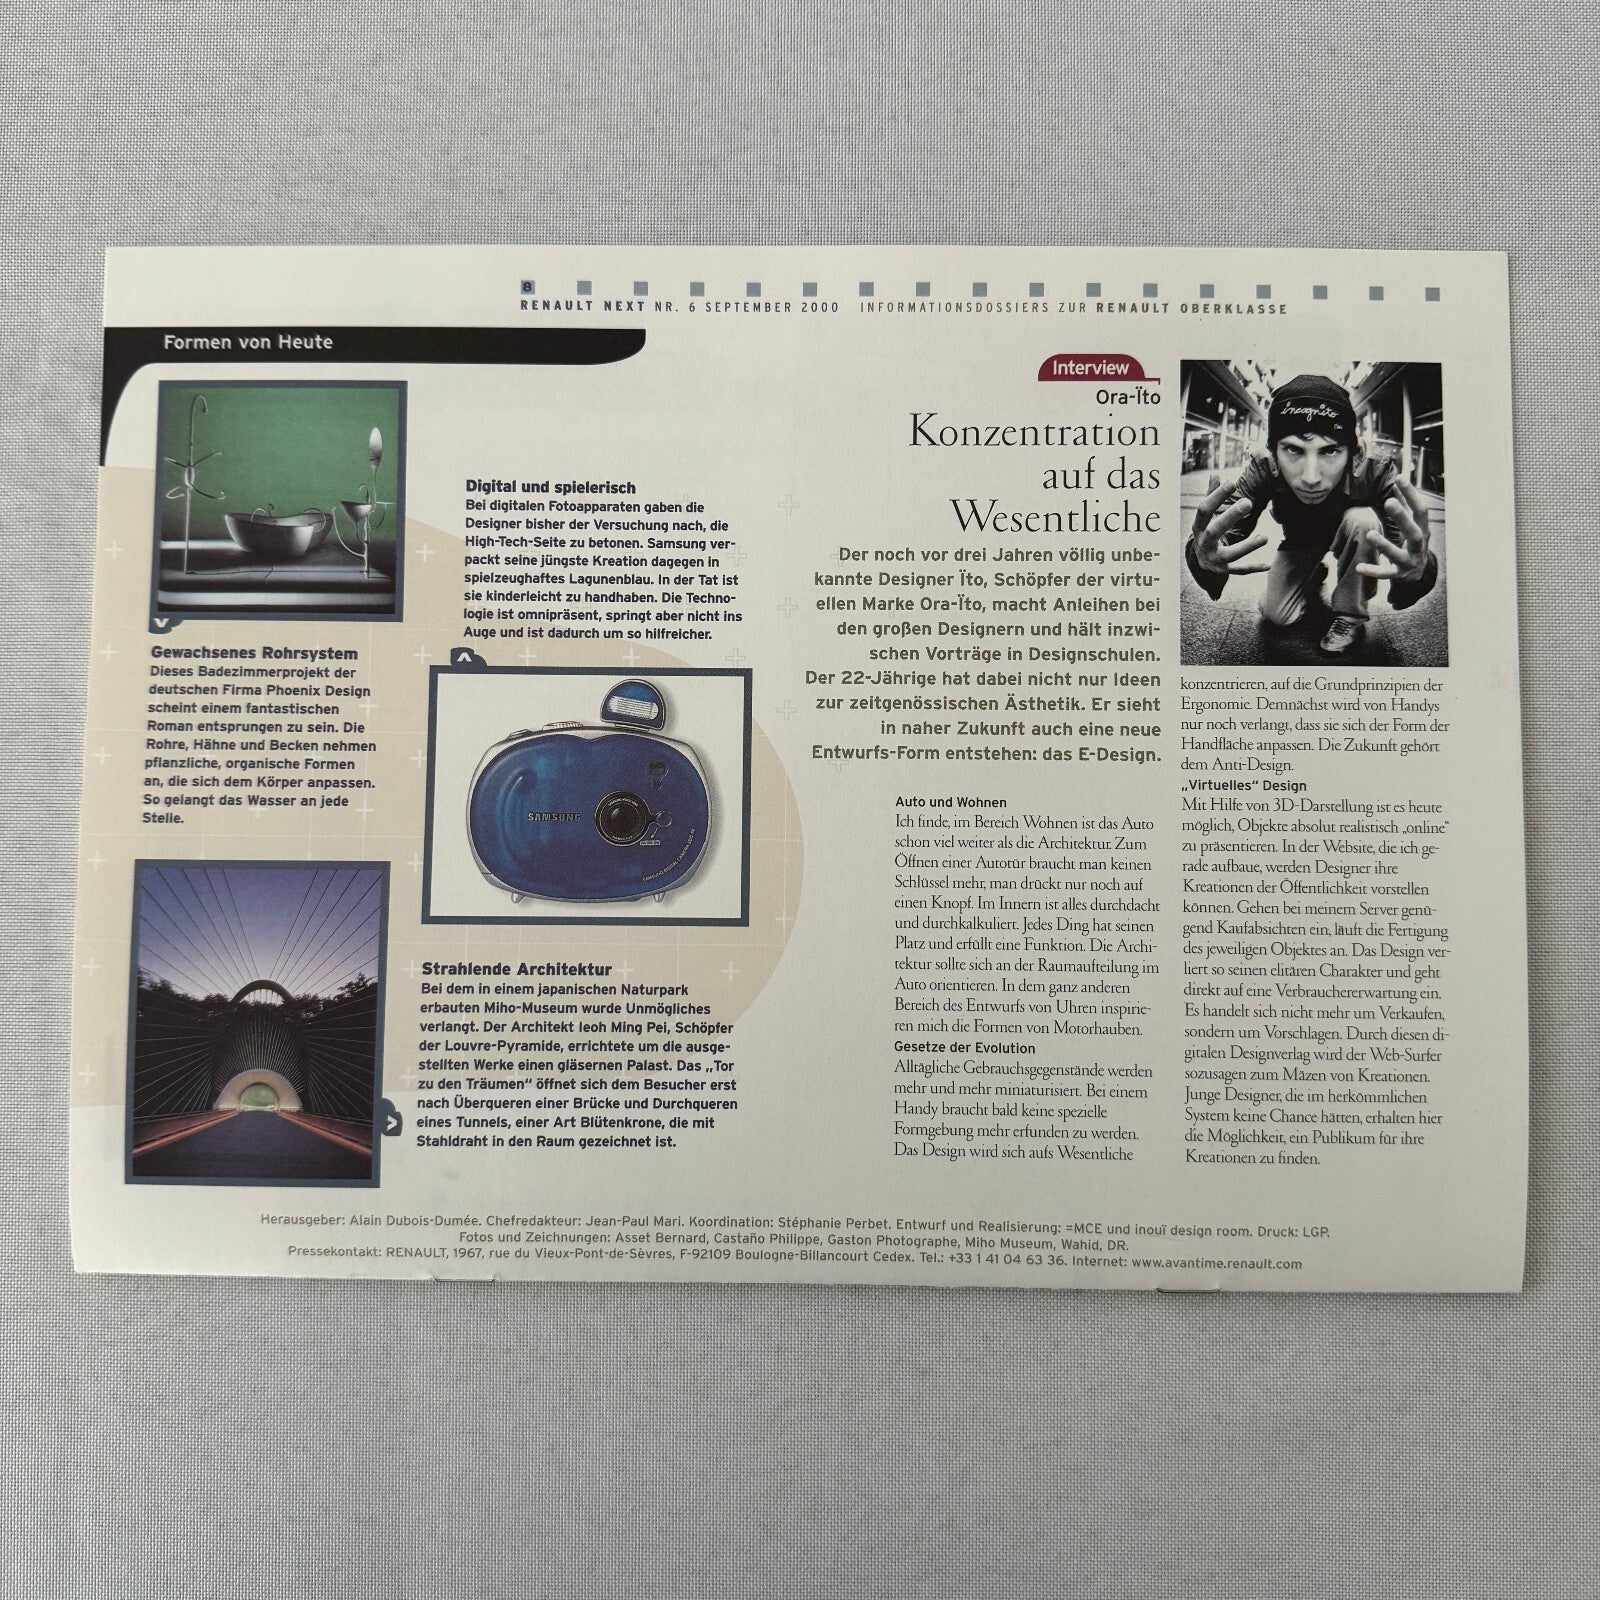 8
RENAULT NEXT NR. 6 SEPTEMBER 2000 INFORMATIONSDOSSIERS ZUR RENAULT OBERKLASSE
Formen von Heute
Gewachsenes Rohrsystem
Dieses Badezimmerprojekt der
deutschen Firma Phoenix Design
scheint einem fantastischen
Roman entsprungen zu sein. Die
Rohre, Hähne und Becken nehmen
pflanzliche, organische Formen
an, die sich dem Körper anpassen.
So gelangt das Wasser an jede
Stelle.
Digital und spielerisch
Bei digitalen Fotoapparaten gaben die
Designer bisher der Versuchung nach, die
High-Tech-Seite zu betonen. Samsung ver-
packt seine jüngste Kreation dagegen in
spielzeughaftes Lagunenblau. In der Tat ist
sie kinderleicht zu handhaben. Die Techno-
logie ist omnipräsent, springt aber nicht ins
Auge und ist dadurch um so hilfreicher.
SAMSUNG
Strahlende Architektur
Bei dem in einem japanischen Naturpark
erbauten Miho-Museum wurde Unmögliches
verlangt. Der Architekt Ieoh Ming Pei, Schöpfer
der Louvre-Pyramide, errichtete um die ausge-
stellten Werke einen gläsernen Palast. Das „Tor
zu den Träumen“ öffnet sich dem Besucher erst
nach Überqueren einer Brücke und Durchqueren
eines Tunnels, einer Art Blütenkrone, die mit
Stahldraht in den Raum gezeichnet ist.
Interview
Ora-Ïto
Konzentration
auf das
Wesentliche
Der noch vor drei Jahren völlig unbe-
kannte Designer Ïto, Schöpfer der virtu-
ellen Marke Ora-Ïto, macht Anleihen bei
den großen Designern und hält inzwi-
schen Vorträge in Designschulen.
Der 22-Jährige hat dabei nicht nur Ideen
zur zeitgenössischen Ästhetik. Er sieht
in naher Zukunft auch eine neue
Entwurfs-Form entstehen: das E-Design.
Auto und Wohnen
Ich finde, im Bereich Wohnen ist das Auto
schon viel weiter als die Architektur. Zum
Öffnen einer Autotür braucht man keinen
Schlüssel mehr, man drückt nur noch auf
einen Knopf. Im Innern ist alles durchdacht
und durchkalkuliert. Jedes Ding hat seinen
Platz und erfüllt eine Funktion. Die Archi-
tektur sollte sich an der Raumaufteilung im
Auto orientieren. In dem ganz anderen
Bereich des Entwurfs von Uhren inspirie-
ren mich die Formen von Motorhauben.
Gesetze der Evolution
Alltägliche Gebrauchsgegenstände werden
mehr und mehr miniaturisiert. Bei einem
Handy braucht bald keine spezielle
Formgebung mehr erfunden zu werden.
Das Design wird sich aufs Wesentliche
incognito
konzentrieren, auf die Grundprinzipien der
Ergonomie. Demnächst wird von Handys
nur noch verlangt, dass sie sich der Form der
Handfläche anpassen. Die Zukunft gehört
dem Anti-Design.
„Virtuelles“ Design
Mit Hilfe von 3D-Darstellung ist es heute
möglich, Objekte absolut realistisch „online“
zu präsentieren. In der Website, die ich ge-
rade aufbaue, werden Designer ihre
Kreationen der Öffentlichkeit vorstellen
können. Gehen bei meinem Server genü-
gend Kaufabsichten ein, läuft die Fertigung
des jeweiligen Objektes an. Das Design ver-
liert so seinen elitären Charakter und geht
direkt auf eine Verbrauchererwartung ein.
Es handelt sich nicht mehr um Verkaufen,
sondern um Vorschlagen. Durch diesen di-
gitalen Designverlag wird der Web-Surfer
sozusagen zum Mäzen von Kreationen.
Junge Designer, die im herkömmlichen
System keine Chance hätten, erhalten hier
die Möglichkeit, ein Publikum für ihre
Kreationen zu finden.
Herausgeber: Alain Dubois-Dumée. Chefredakteur: Jean-Paul Mari. Koordination: Stéphanie Perbet. Entwurf und Realisierung: =MCE und inouï design room. Druck: LGP.
Fotos und Zeichnungen: Asset Bernard, Castaño Philippe, Gaston Photographe, Miho Museum, Wahid, DR.
Pressekontakt: RENAULT, 1967, rue du Vieux-Pont-de-Sèvres, F-92109 Boulogne-Billancourt Cedex. Tel.: +33 1 41 04 63 36. Internet: www.avantime.renault.com